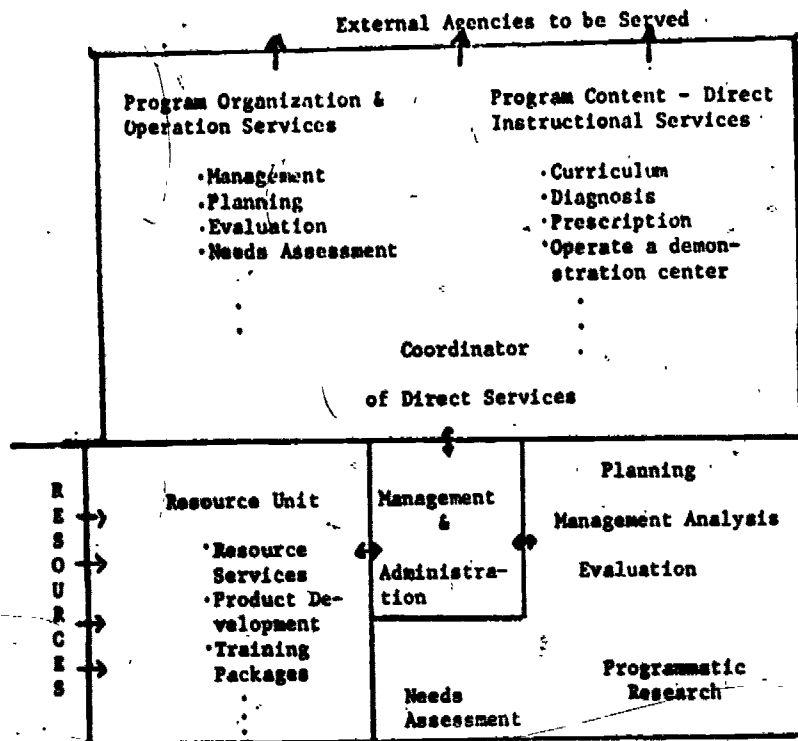 External Agencies to be Served
Program Organization &
Operation Services
·Management
·Planning
·Evaluation
·Needs Assessment
Program Content - Direct
Instructional Services
·Curriculum
·Diagnosis
·Prescription
·Operate a demon-
stration center
Coordinator
of Direct Services
RESOURCES
Resource Unit
·Resource
Services
·Product De-
velopment
·Training
Packages
Management
&
Administra-
tion
Planning
Management Analysis
Evaluation
Needs
Assessment
Programmatic
Research